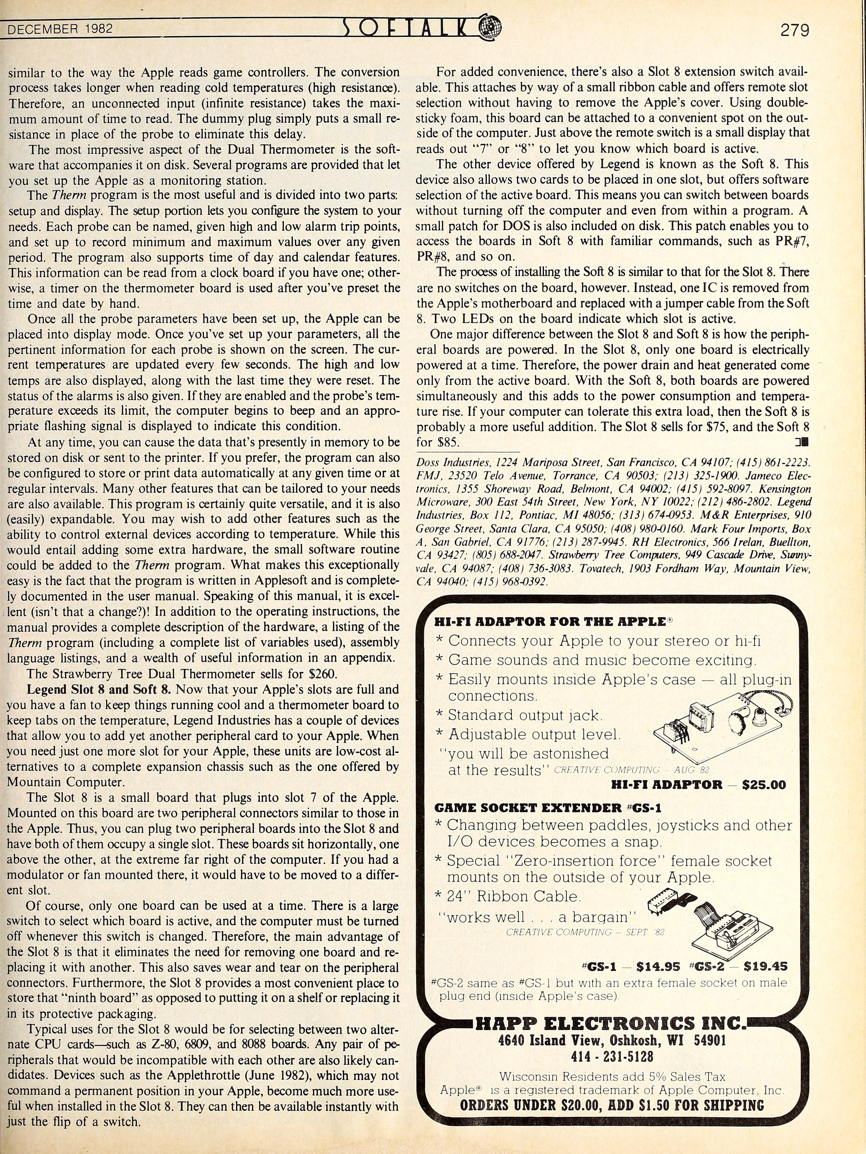 DECEMBER 1982
SOFTALK
279
similar to the way the Apple reads game controllers. The conversion
process takes longer when reading cold temperatures (high resistance).
Therefore, an unconnected input (infinite resistance) takes the maxi-
mum amount of time to read. The dummy plug simply puts a small re-
sistance in place of the probe to eliminate this delay.
The most impressive aspect of the Dual Thermometer is the soft-
ware that accompanies it on disk. Several programs are provided that let
you set up the Apple as a monitoring station.
The Therm program is the most useful and is divided into two parts:
setup and display. The setup portion lets you configure the system to your
needs. Each probe can be named, given high and low alarm trip points,
and set up to record minimum and maximum values over any given
period. The program also supports time of day and calendar features.
This information can be read from a clock board if you have one; other-
wise, a timer on the thermometer board is used after you've preset the
time and date by hand.
Once all the probe parameters have been set up, the Apple can be
placed into display mode. Once you've set up your parameters, all the
pertinent information for each probe is shown on the screen. The cur-
rent temperatures are updated every few seconds. The high and low
temps are also displayed, along with the last time they were reset. The
status of the alarms is also given. If they are enabled and the probe's tem-
perature exceeds its limit, the computer begins to beep and an appro-
priate flashing signal is displayed to indicate this condition.
At any time, you can cause the data that's presently in memory to be
stored on disk or sent to the printer. If you prefer, the program can also
be configured to store or print data automatically at any given time or at
regular intervals. Many other features that can be tailored to your needs
are also available. This program is certainly quite versatile, and it is also
(easily) expandable. You may wish to add other features such as the
ability to control external devices according to temperature. While this
would entail adding some extra hardware, the small software routine
could be added to the Therm program. What makes this exceptionally
easy is the fact that the program is written in Applesoft and is complete-
ly documented in the user manual. Speaking of this manual, it is excel-
lent (isn't that a change?)! In addition to the operating instructions, the
manual provides a complete description of the hardware, a listing of the
Therm program (including a complete list of variables used), assembly
language listings, and a wealth of useful information in an appendix.
The Strawberry Tree Dual Thermometer sells for $260.
Legend Slot 8 and Soft 8. Now that your Apple's slots are full and
you have a fan to keep things running cool and a thermometer board to
keep tabs on the temperature, Legend Industries has a couple of devices
that allow you to add yet another peripheral card to your Apple. When
you need just one more slot for your Apple, these units are low-cost al-
ternatives to a complete expansion chassis such as the one offered by
Mountain Computer.
The Slot 8 is a small board that plugs into slot 7 of the Apple.
Mounted on this board are two peripheral connectors similar to those in
the Apple. Thus, you can plug two peripheral boards into the Slot 8 and
have both of them occupy a single slot. These boards sit horizontally, one
above the other, at the extreme far right of the computer. If you had a
modulator or fan mounted there, it would have to be moved to a differ-
ent slot.
Of course, only one board can be used at a time. There is a large
switch to select which board is active, and the computer must be turned
off whenever this switch is changed. Therefore, the main advantage of
the Slot 8 is that it eliminates the need for removing one board and re-
placing it with another. This also saves wear and tear on the peripheral
connectors. Furthermore, the Slot 8 provides a most convenient place to
store that "ninth board" as opposed to putting it on a shelf or replacing it
in its protective packaging.
Typical uses for the Slot 8 would be for selecting between two alter-
nate CPU cards—such as Z-80, 6809, and 8088 boards. Any pair of pe-
ripherals that would be incompatible with each other are also likely can-
didates. Devices such as the Applethrottle (June 1982), which may not
command a permanent position in your Apple, become much more use-
ful when installed in the Slot 8. They can then be available instantly with
just the flip of a switch.
For added convenience, there's also a Slot 8 extension switch avail-
able. This attaches by way of a small ribbon cable and offers remote slot
selection without having to remove the Apple's cover. Using double-
sticky foam, this board can be attached to a convenient spot on the out-
side of the computer. Just above the remote switch is a small display that
reads out "7" or "8" to let you know which board is active.
The other device offered by Legend is known as the Soft 8. This
device also allows two cards to be placed in one slot, but offers software
selection of the active board. This means you can switch between boards
without turning off the computer and even from within a program. A
small patch for DOS is also included on disk. This patch enables you to
access the boards in Soft 8 with familiar commands, such as PR#7,
PR#8, and so on.
The process of installing the Soft 8 is similar to that for the Slot 8. There
are no switches on the board, however. Instead, one IC is removed from
the Apple's motherboard and replaced with a jumper cable from the Soft
8. Two LEDs on the board indicate which slot is active.
One major difference between the Slot 8 and Soft 8 is how the periph-
eral boards are powered. In the Slot 8, only one board is electrically
powered at a time. Therefore, the power drain and heat generated come
only from the active board. With the Soft 8, both boards are powered
simultaneously and this adds to the power consumption and tempera-
ture rise. If your computer can tolerate this extra load, then the Soft 8 is
probably a more useful addition. The Slot 8 sells for $75, and the Soft 8
for $85.
Doss Industries, 1224 Mariposa Street, San Francisco, CA 94107; (415) 861-2223.
FMJ, 23520 Telo Avenue, Torrance, CA 90503; (213) 325-1900. Jameco Elec-
tronics, 1355 Shoreway Road, Belmont, CA 94002; (415) 592-8097. Kensington
Microware, 300 East 54th Street, New York, NY 10022; (212) 486-2802. Legend
Industries, Box 112, Pontiac, MI 48056; (313) 674-0953. M&R Enterprises, 910
George Street, Santa Clara, CA 95050; (408) 980-0160. Mark Four Imports, Box
A, San Gabriel, CA 91776; (213) 287-9945. RH Electronics, 566 Irelan, Buellton,
CA 93427; (805) 688-2047. Strawberry Tree Computers, 949 Cascade Drive, Sunny-
vale, CA 94087; (408) 736-3083. Tovatech, 1903 Fordham Way, Mountain View,
CA 94040; (415) 968-0392.
HI-FI ADAPTOR FOR THE APPLE®
* Connects your Apple to your stereo or hi-fi
* Game sounds and music become exciting.
* Easily mounts inside Apple's case — all plug-in
connections.
* Standard output jack.
* Adjustable output level.
"you will be astonished
at the results" CREATIVE COMPUTING – AUG '82
HI-FI ADAPTOR — $25.00
GAME SOCKET EXTENDER #GS-1
* Changing between paddles, joysticks and other
I/O devices becomes a snap.
* Special "Zero-insertion force" female socket
mounts on the outside of your Apple.
* 24" Ribbon Cable.
"works well . . . a bargain"
CREATIVE COMPUTING – SEPT. '82
#GS-1 — $14.95 #GS-2 — $19.45
#GS-2 same as #GS-1 but with an extra female socket on male
plug end (inside Apple's case).
HAPP ELECTRONICS INC.
4640 Island View, Oshkosh, WI 54901
414 - 231-5128
Wisconsin Residents add 5% Sales Tax
Apple® is a registered trademark of Apple Computer, Inc.
ORDERS UNDER $20.00, ADD $1.50 FOR SHIPPING